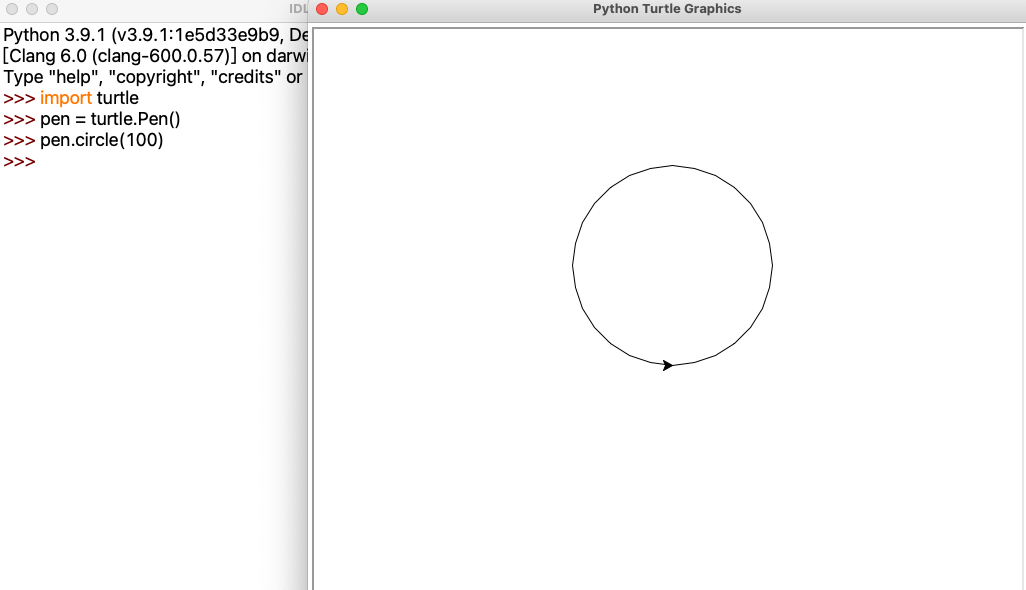 IDL
Python 3.9.1 (v3.9.1:1e5d33e9b9, De
[Clang 6.0 (clang-600.0.57)] on darwi
Type "help", "copyright", "credits" or
>>> import turtle
>>> pen = turtle.Pen()
>>> pen.circle(100)
>>>
Python Turtle Graphics